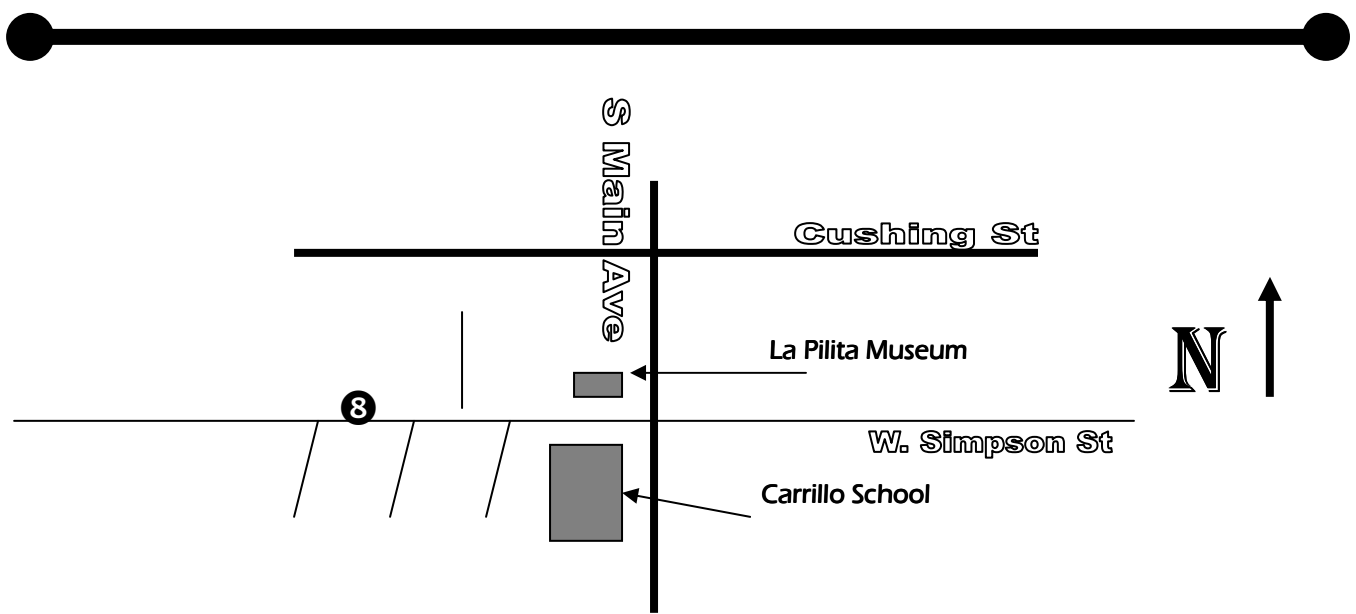 S Main Ave
Cushing St
La Pilita Museum
N
8
W. Simpson St
Carrillo School